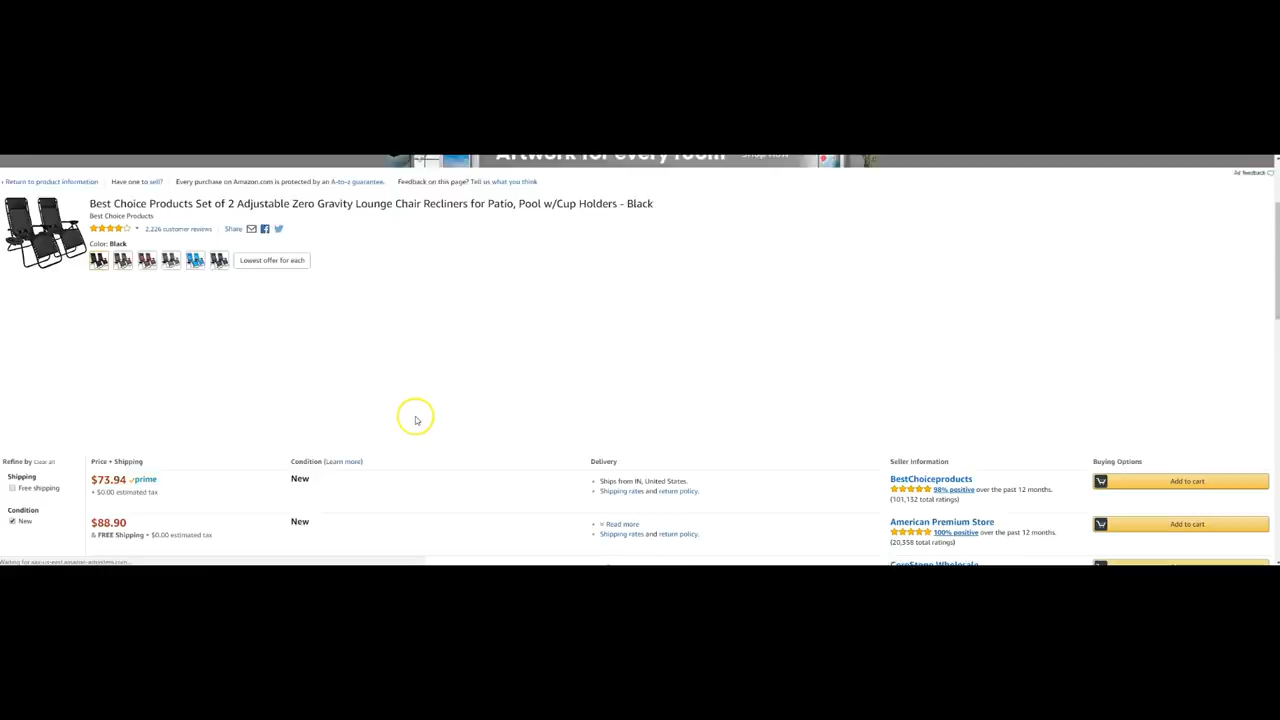 Artwork for every room Shop now
Ad feedback
‹ Return to product information Have one to sell? Every purchase on Amazon.com is protected by an A-to-z guarantee. Feedback on this page? Tell us what you think
Best Choice Products Set of 2 Adjustable Zero Gravity Lounge Chair Recliners for Patio, Pool w/Cup Holders - Black
Best Choice Products
2,226 customer reviews Share
Color: Black
Lowest offer for each
Refine by Clear all Price + Shipping Condition (Learn more) Delivery Seller Information Buying Options
Shipping
Free shipping
Condition
New
$73.94 prime New Ships from IN, United States. BestChoiceproducts Add to cart
+ $0.00 estimated tax Shipping rates and return policy. 98% positive over the past 12 months.
(101,132 total ratings)
$88.90 New Read more American Premium Store Add to cart
& FREE Shipping + $0.00 estimated tax Shipping rates and return policy. 100% positive over the past 12 months.
(20,358 total ratings)
CoreStone Wholesale